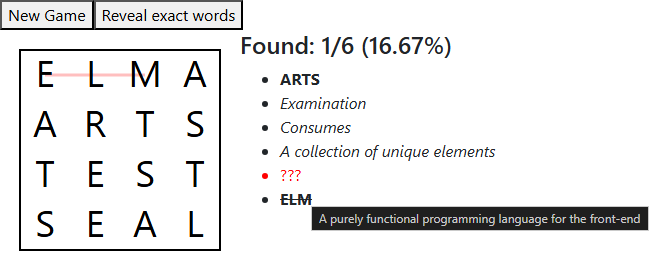 New Game Reveal exact words
Found: 1/6 (16.67%)
E L M A
A R T S
T E S T
S E A L
ARTS
Examination
Consumes
A collection of unique elements
???
ELM
A purely functional programming language for the front-end